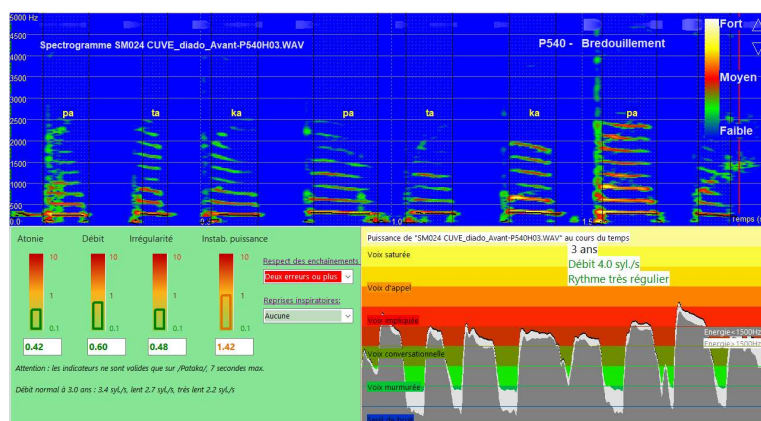 5000 Hz
Fort
Spectrogramme SM024 CUVE_diado_Avant-P540H03.WAV
P540 - Bredouillement
4500
4000
3500
Moyen
3000
2500
pa ta ka pa ta ka pa
2000
Faible
1500
1000
500
0.0
1.0
1.5
Temps (
Atonie Débit Irrégularité Instab. puissance
10 10 10 10
1 1 1 1
0.1 0.1 0.1 0.1
0.42 0.60 0.48 1.42
Respect des enchaînements
Deux erreurs ou plus
Reprises inspiratoires:
Aucune
Attention : les indicateurs ne sont valides que sur /Pataka/, 7 secondes max.
Débit normal à 3.0 ans : 3.4 syl./s, lent 2.7 syl./s, très lent 2.2 syl./s
Puissance de "SM024 CUVE_diado_Avant-P540H03.WAV" au cours du temps
3 ans
Voix saturée
Débit 4.0 syl./s
Rythme très régulier
Voix d'appel
Voix impliquée
Energie<1500Hz
Energie>1500Hz
Voix conversationnelle
Voix murmurée
Seuil de bruit